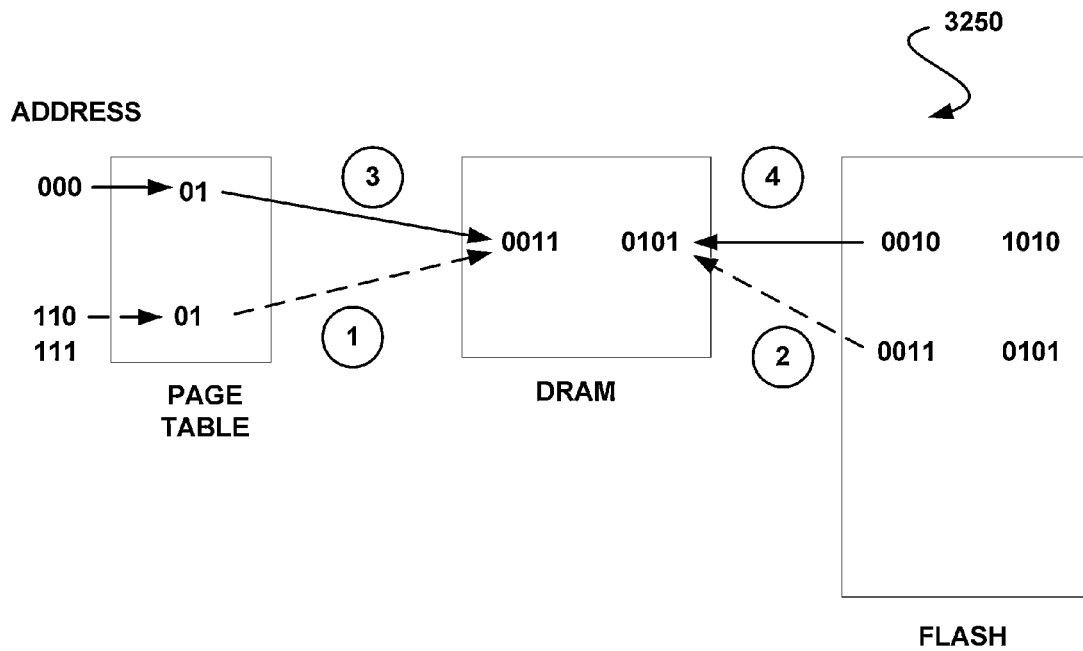 3250
ADDRESS
000 01 3 4
0011 0101 0010 1010
110 01 1 2
111 0011 0101
PAGE
TABLE
DRAM
FLASH